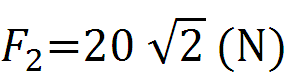 F₂=20 √2 (N)